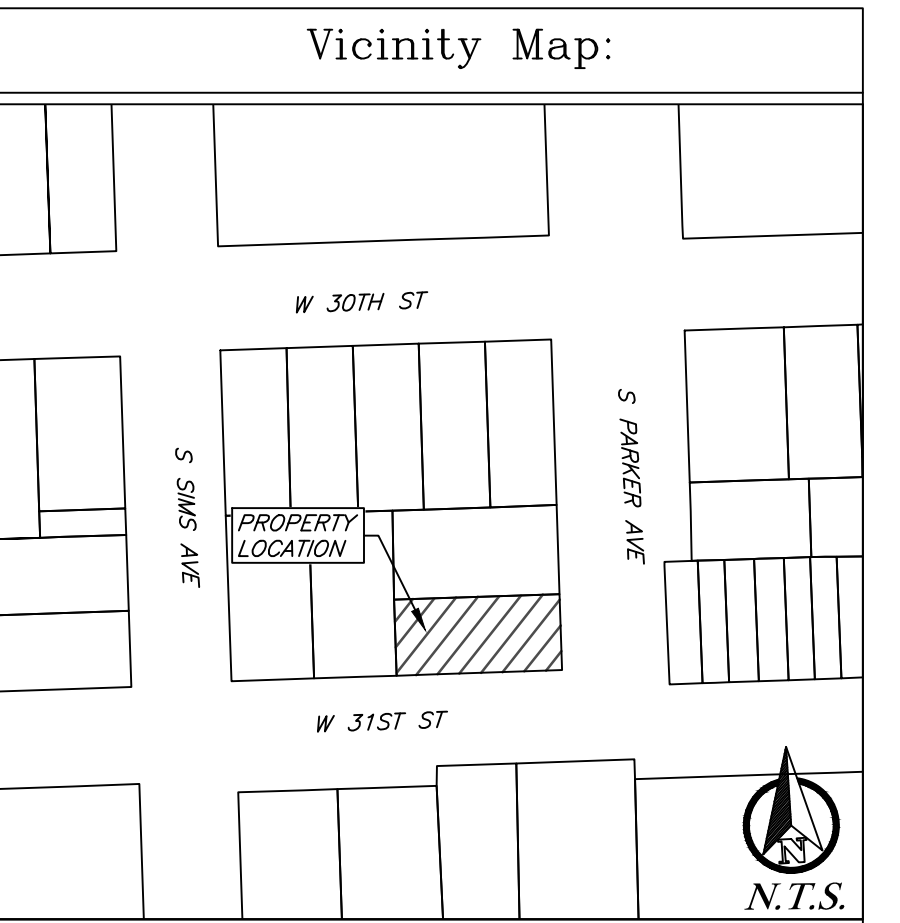 Vicinity Map:
W 30TH ST
S PARKER AVE
S SIMS AVE
PROPERTY
LOCATION
W 31ST ST
N
N.T.S.